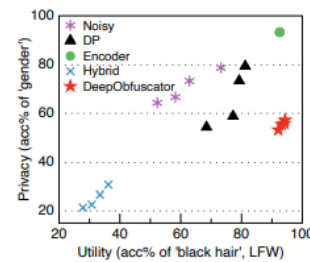 Noisy
DP
Encoder
Hybrid
DeepObfuscator
100
80
60
40
20
Privacy (acc% of 'gender')
20
40
60
80
100
Utility (acc% of 'black hair', LFW)